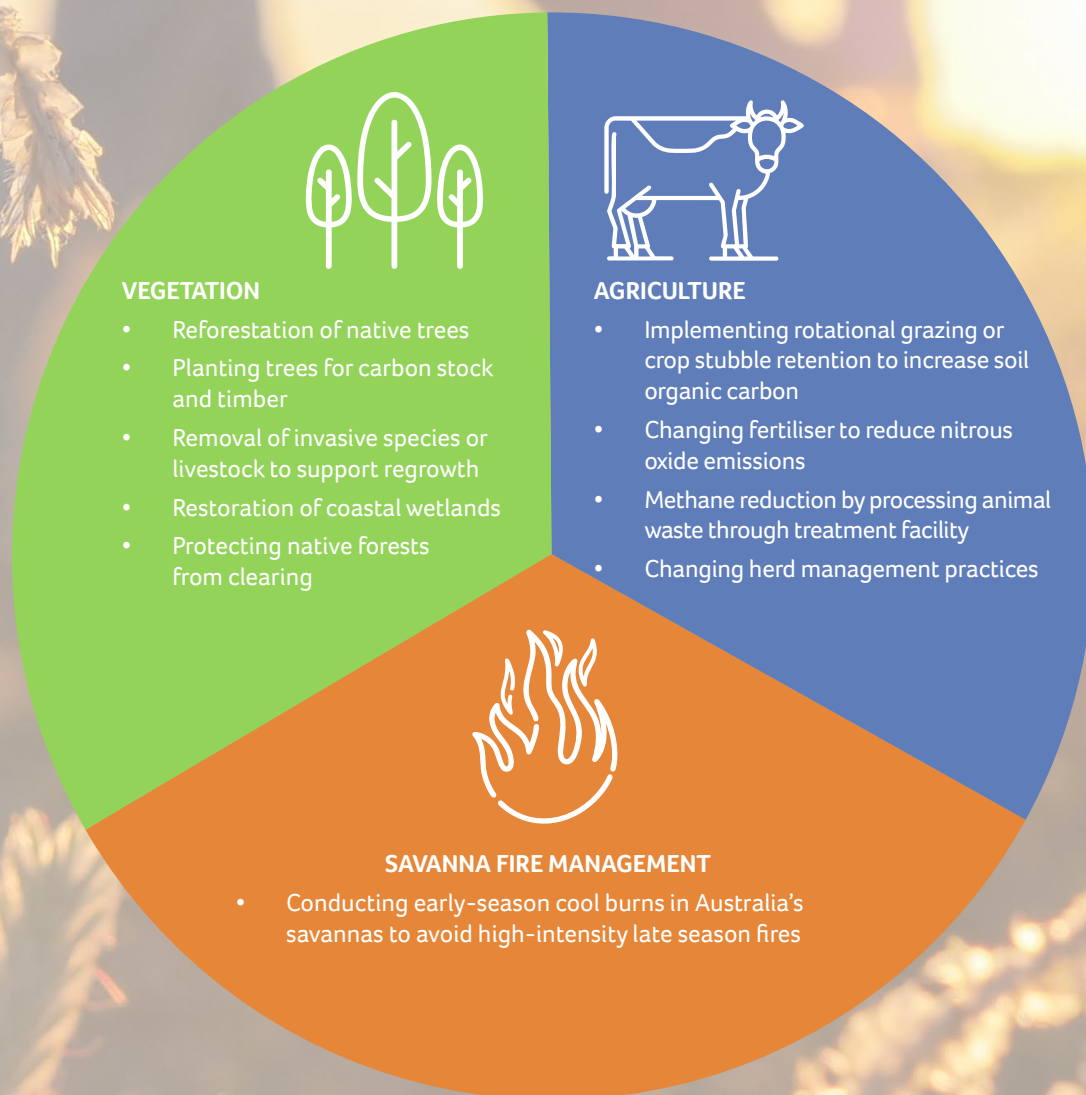 VEGETATION
• Reforestation of native trees
• Planting trees for carbon stock
and timber
• Removal of invasive species or
livestock to support regrowth
• Restoration of coastal wetlands
• Protecting native forests
from clearing
AGRICULTURE
• Implementing rotational grazing or
crop stubble retention to increase soil
organic carbon
• Changing fertiliser to reduce nitrous
oxide emissions
• Methane reduction by processing animal
waste through treatment facility
• Changing herd management practices
SAVANNA FIRE MANAGEMENT
• Conducting early-season cool burns in Australia’s
savannas to avoid high-intensity late season fires